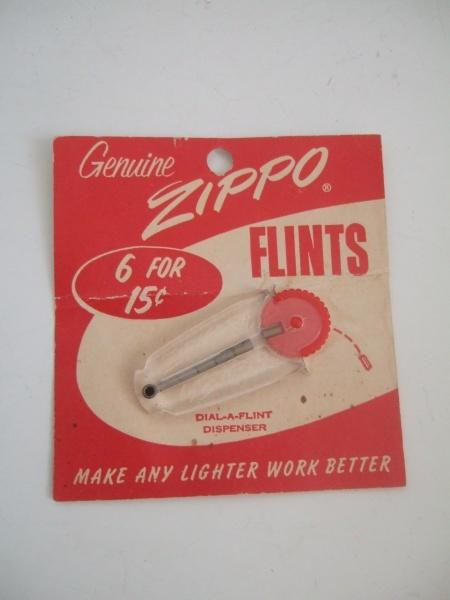 Genuine
ZIPPO ®
FLINTS
6 FOR
15¢
DIAL-A-FLINT
DISPENSER
MAKE ANY LIGHTER WORK BETTER